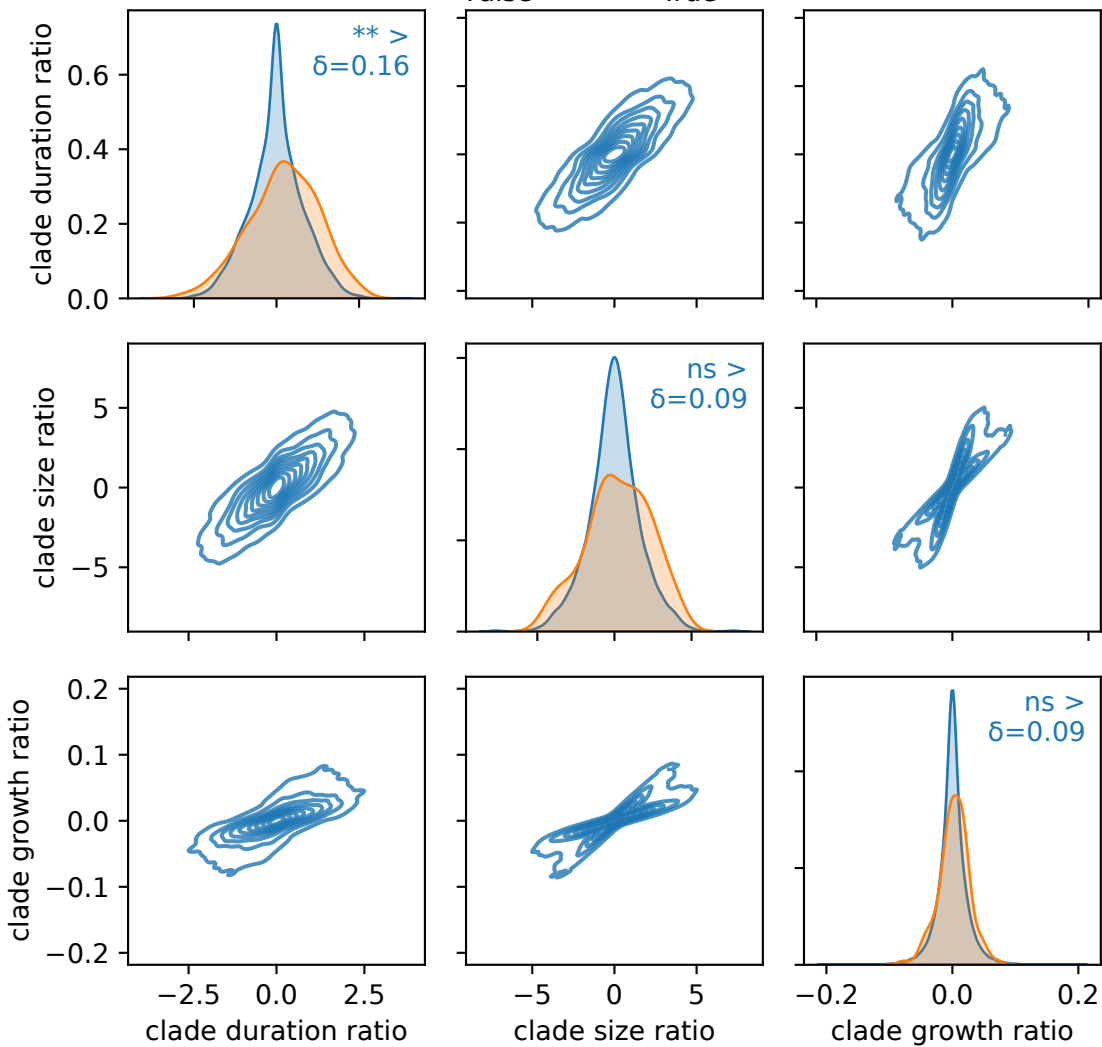 ** >
δ=0.16
clade duration ratio
0.6
0.4
0.2
0.0
ns >
δ=0.09
clade size ratio
5
0
−5
ns >
δ=0.09
clade growth ratio
0.2
0.1
0.0
−0.1
−0.2
−2.5 0.0 2.5
−5 0 5
−0.2 0.0 0.2
clade duration ratio
clade size ratio
clade growth ratio